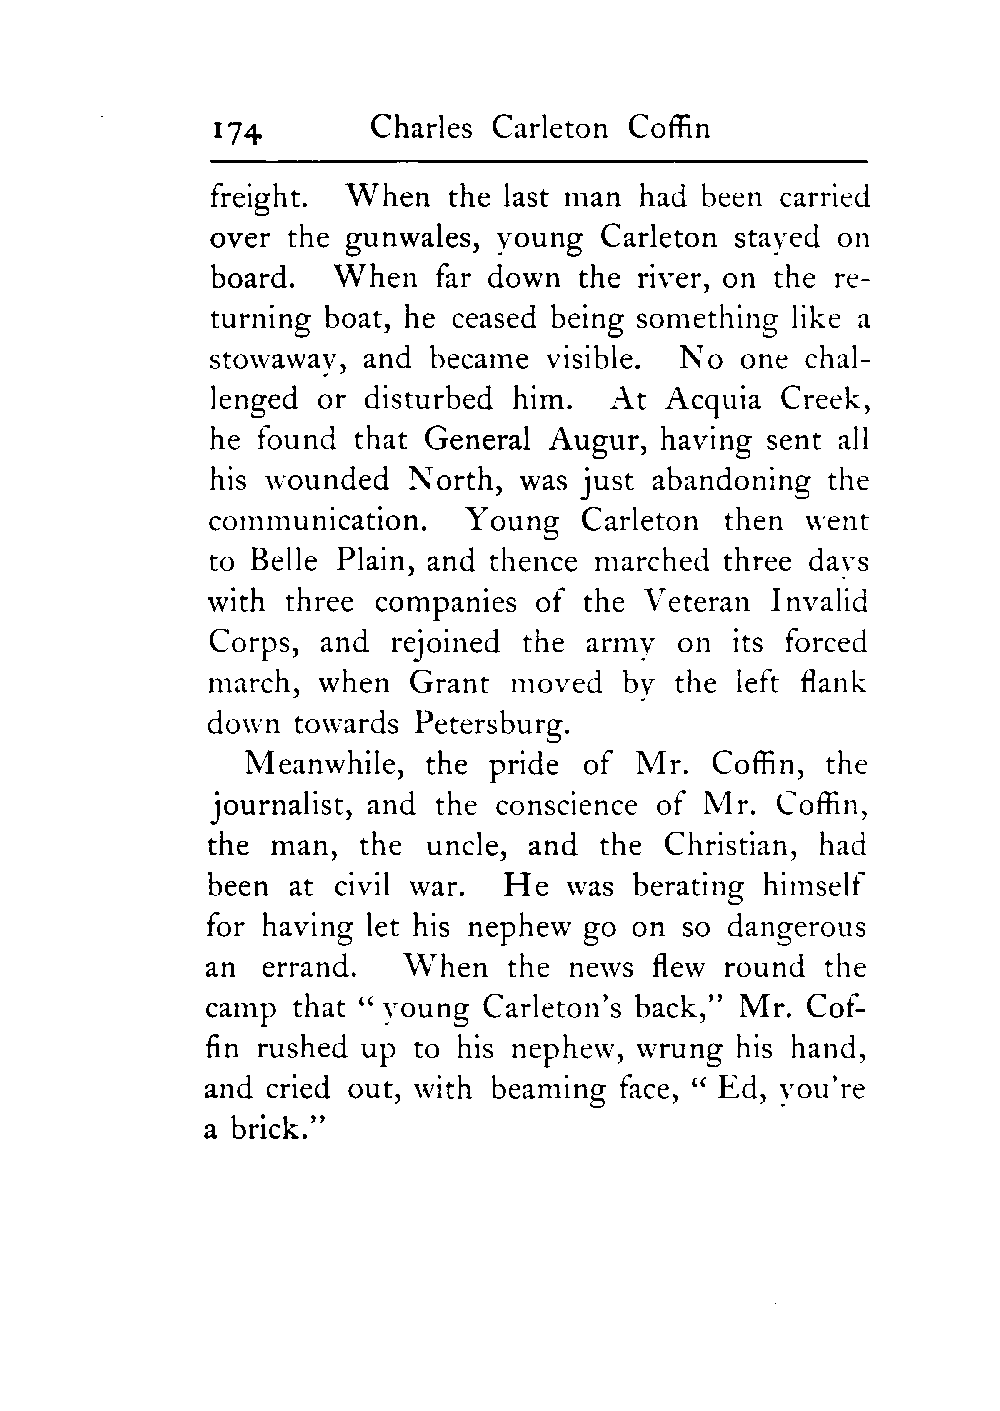 174 Charles Carleton Coffin
freight. When the last man had been carried
over the gunwales, young Carleton stayed on
board. When far down the river, on the re-
turning boat, he ceased being something like a
stowaway, and became visible. No one chal-
lenged or disturbed him. At Acquia Creek,
he found that General Augur, having sent all
his wounded North, was just abandoning the
communication. Young Carleton then went
to Belle Plain, and thence marched three days
with three companies of the Veteran Invalid
Corps, and rejoined the army on its forced
march, when Grant moved by the left flank
down towards Petersburg.
Meanwhile, the pride of Mr. Coffin, the
journalist, and the conscience of Mr. Coffin,
the man, the uncle, and the Christian, had
been at civil war. He was berating himself
for having let his nephew go on so dangerous
an errand. When the news flew round the
camp that “ young Carleton’s back,” Mr. Cof-
fin rushed up to his nephew, wrung his hand,
and cried out, with beaming face, “ Ed, you’re
a brick.”